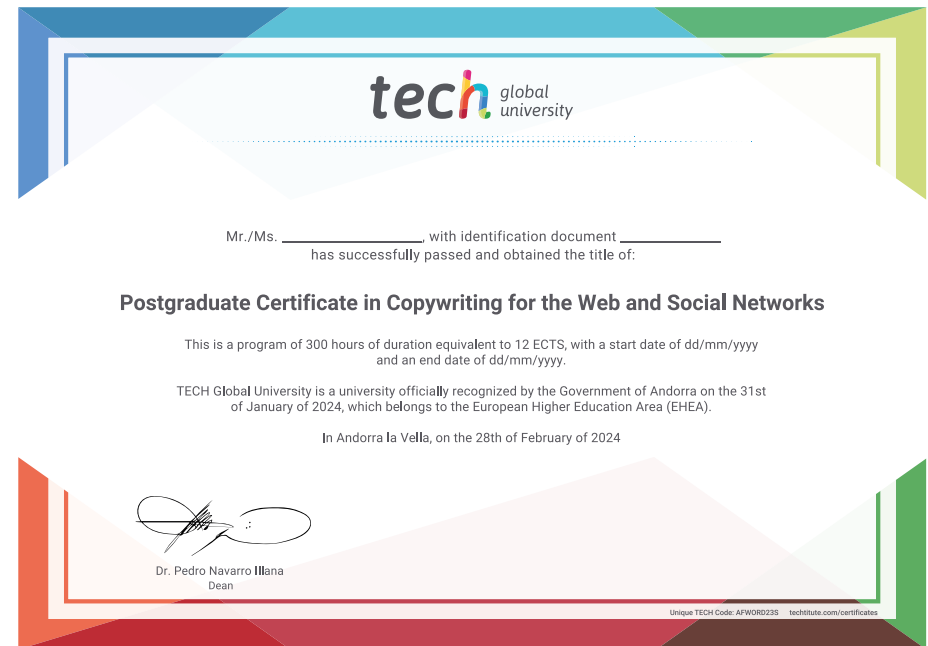 tech global
university
Mr./Ms. ____________________, with identification document ______________
has successfully passed and obtained the title of:
Postgraduate Certificate in Copywriting for the Web and Social Networks
This is a program of 300 hours of duration equivalent to 12 ECTS, with a start date of dd/mm/yyyy
and an end date of dd/mm/yyyy.
TECH Global University is a university officially recognized by the Government of Andorra on the 31st
of January of 2024, which belongs to the European Higher Education Area (EHEA).
In Andorra la Vella, on the 28th of February of 2024
Dr. Pedro Navarro Illana
Dean
Unique TECH Code: AFWORD23S techtitute.com/certificates